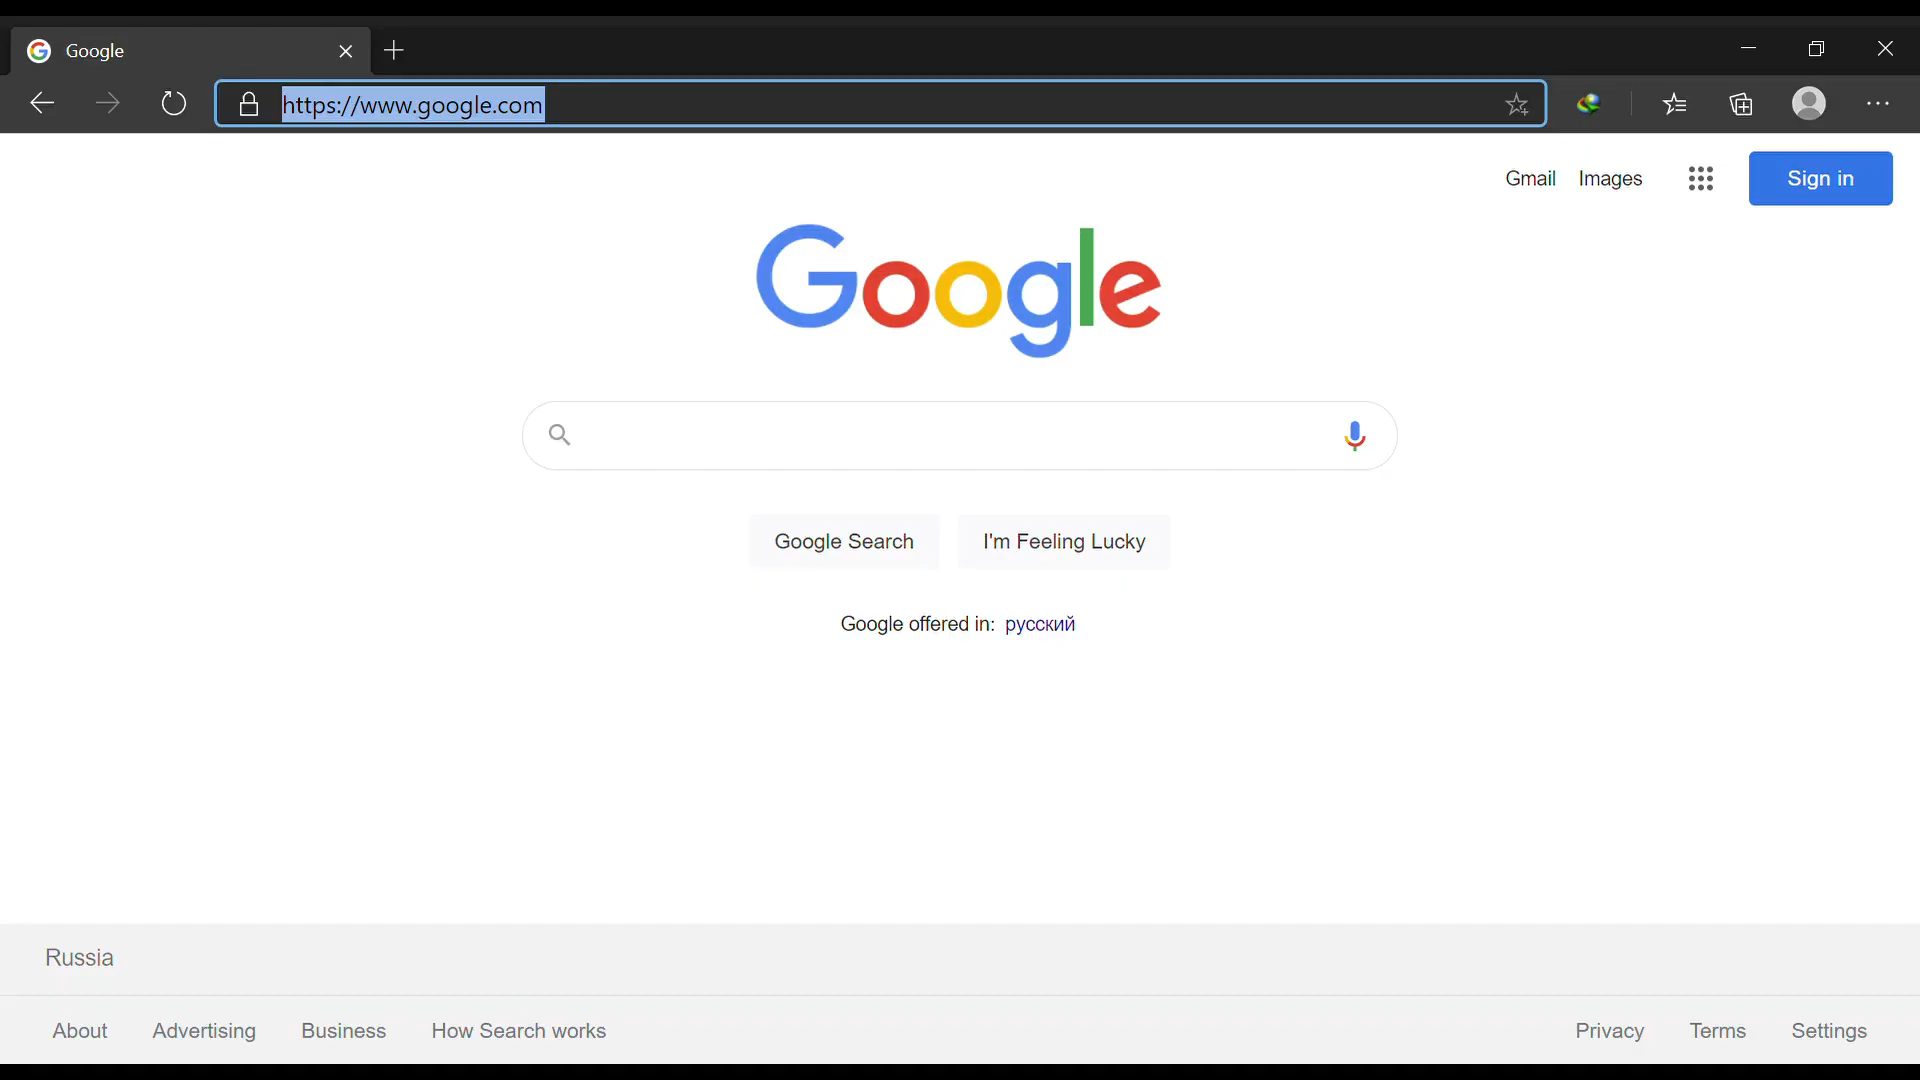 Google
https://www.google.com
Gmail Images Sign in
Google
Google Search I'm Feeling Lucky
Google offered in: русский
Russia
About Advertising Business How Search works Privacy Terms Settings